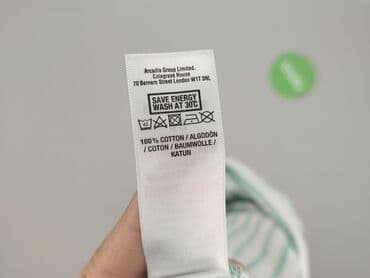 Arcadia Group Limited.
Colegrave House
70 Berners Street London W1T 3NL
SAVE ENERGY
WASH AT 30°C
100% COTTON / ALGODÓN
/ COTON / BAUMWOLLE /
KATUN